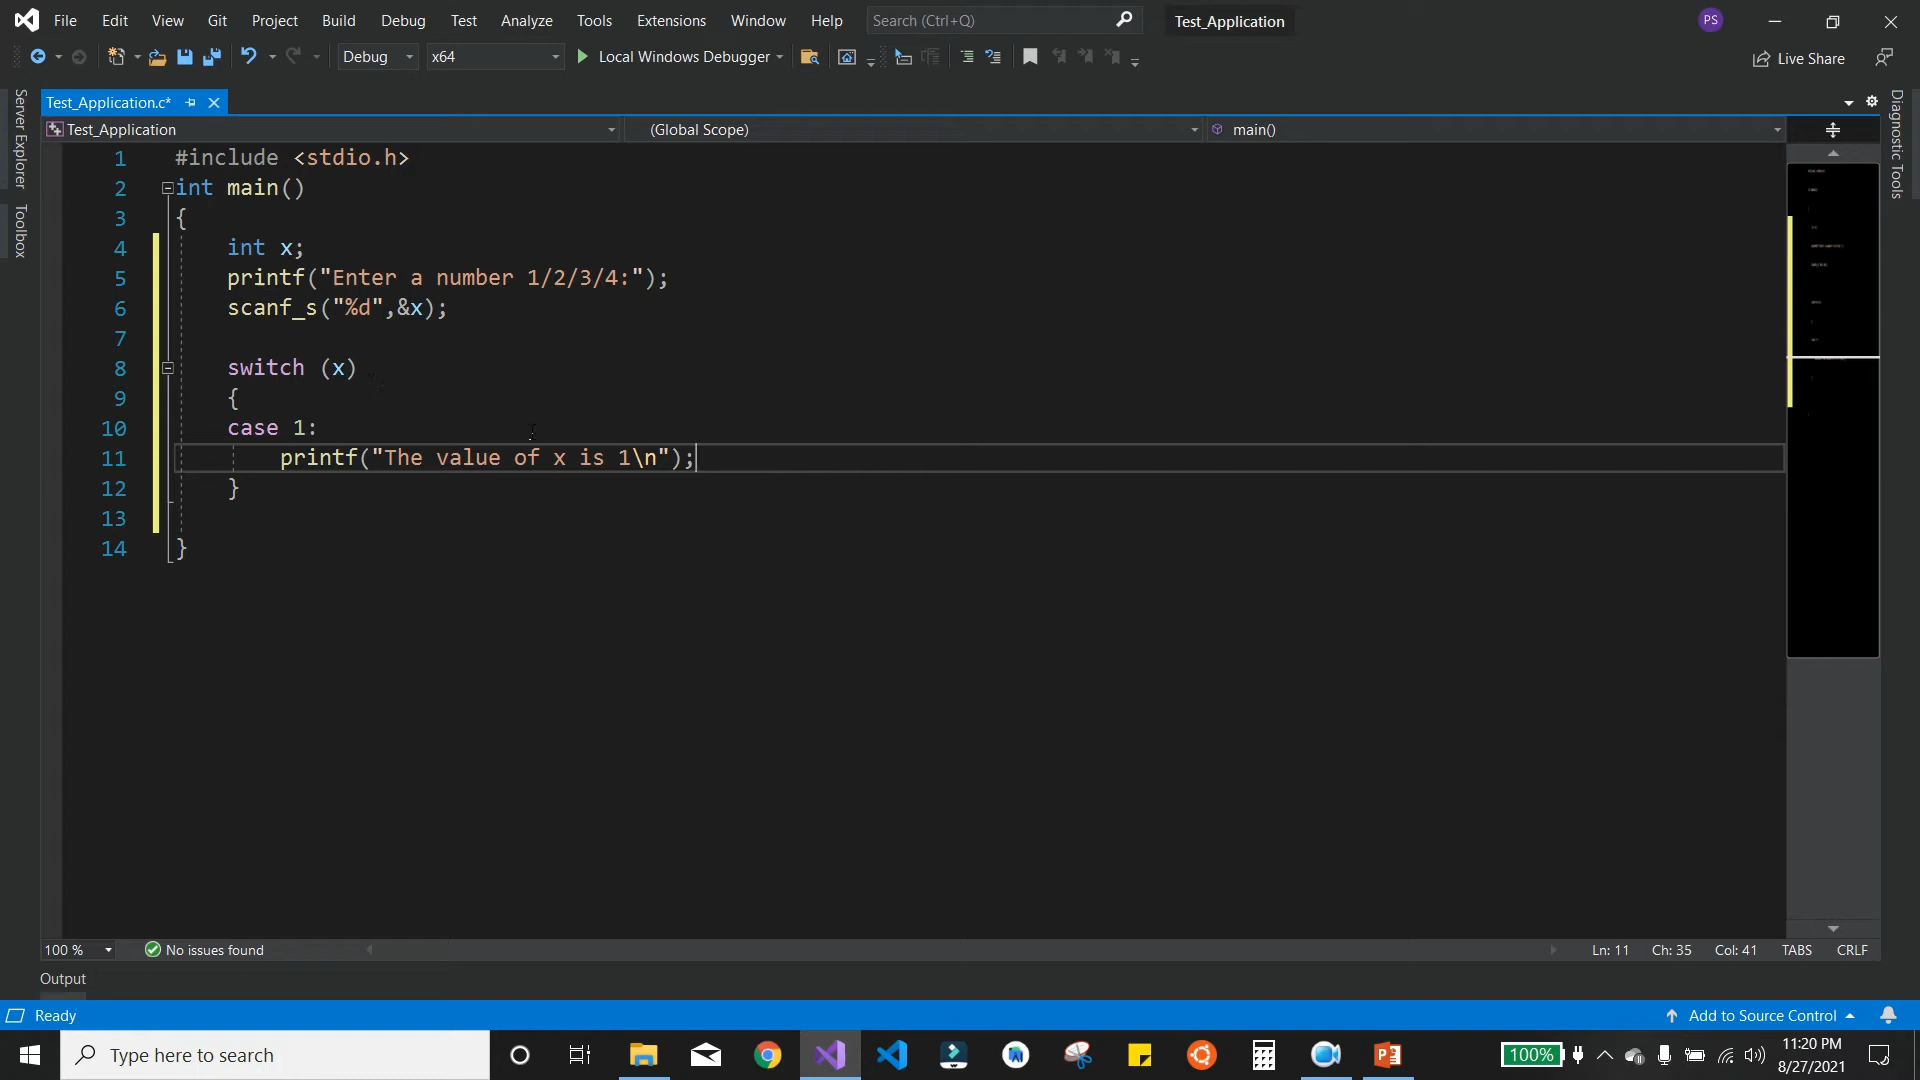 File Edit View Git Project Build Debug Test Analyze Tools Extensions Window Help Search (Ctrl+Q) Test_Application PS
Debug x64 Local Windows Debugger Live Share
Server Explorer
Toolbox
Test_Application.c*
Test_Application (Global Scope) main()
Diagnostic Tools
1 #include <stdio.h>
2 int main()
3 {
4 int x;
5 printf("Enter a number 1/2/3/4:");
6 scanf_s("%d",&x);
7
8 switch (x)
9 {
10 case 1:
11 printf("The value of x is 1\n");
12 }
13
14 }
100 % No issues found Ln: 11 Ch: 35 Col: 41 TABS CRLF
Output
Ready Add to Source Control
Type here to search 100% 11:20 PM
8/27/2021